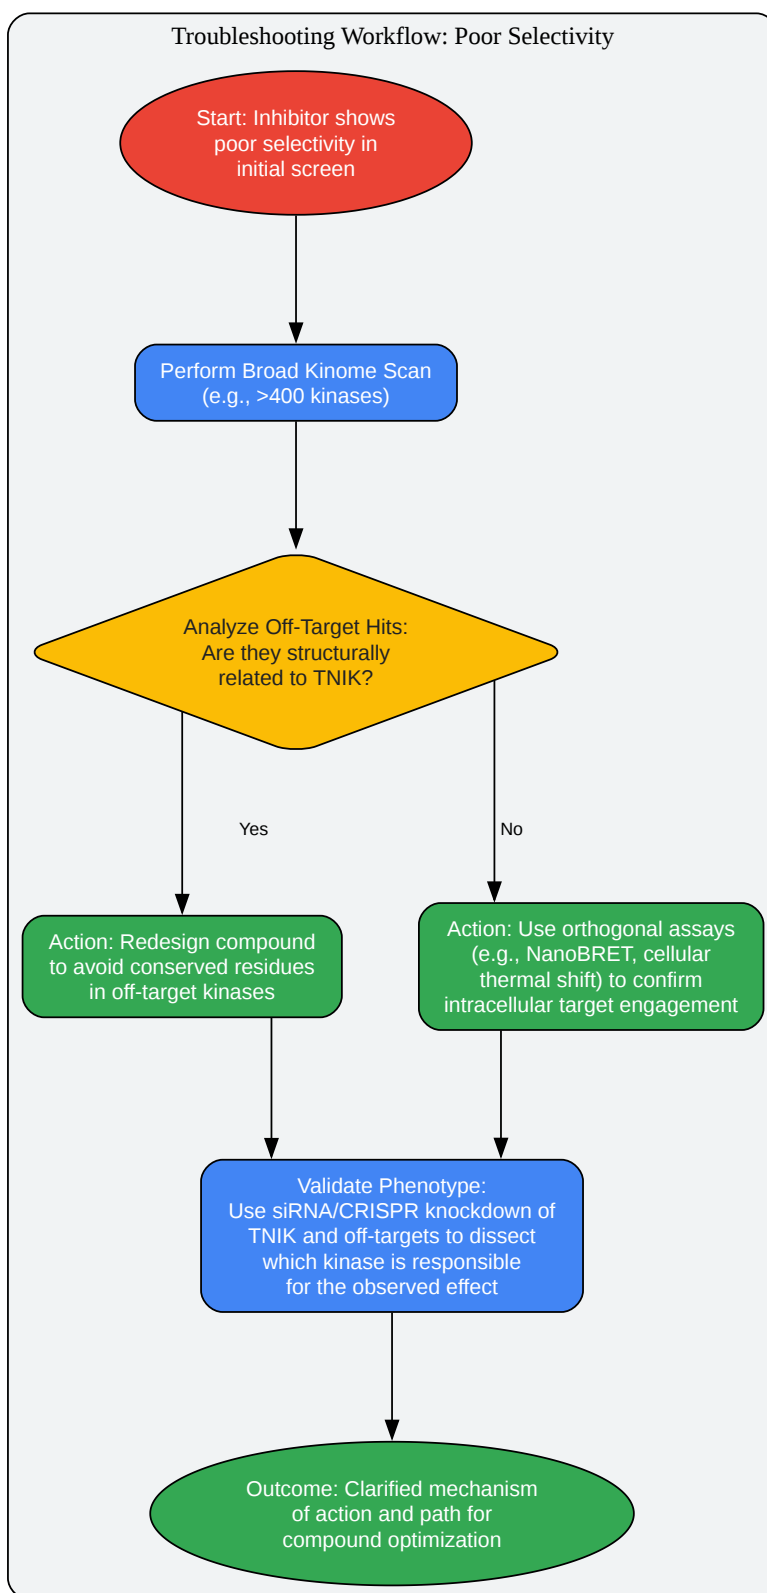 Troubleshooting Workflow: Poor Selectivity
Start: Inhibitor shows
poor selectivity in
initial screen
Perform Broad Kinome Scan
(e.g., >400 kinases)
Analyze Off-Target Hits:
Are they structurally
related to TNIK?
Yes
No
Action: Redesign compound
to avoid conserved residues
in off-target kinases
Action: Use orthogonal assays
(e.g., NanoBRET, cellular
thermal shift) to confirm
intracellular target engagement
Validate Phenotype:
Use siRNA/CRISPR knockdown of
TNIK and off-targets to dissect
which kinase is responsible
for the observed effect
Outcome: Clarified mechanism
of action and path for
compound optimization